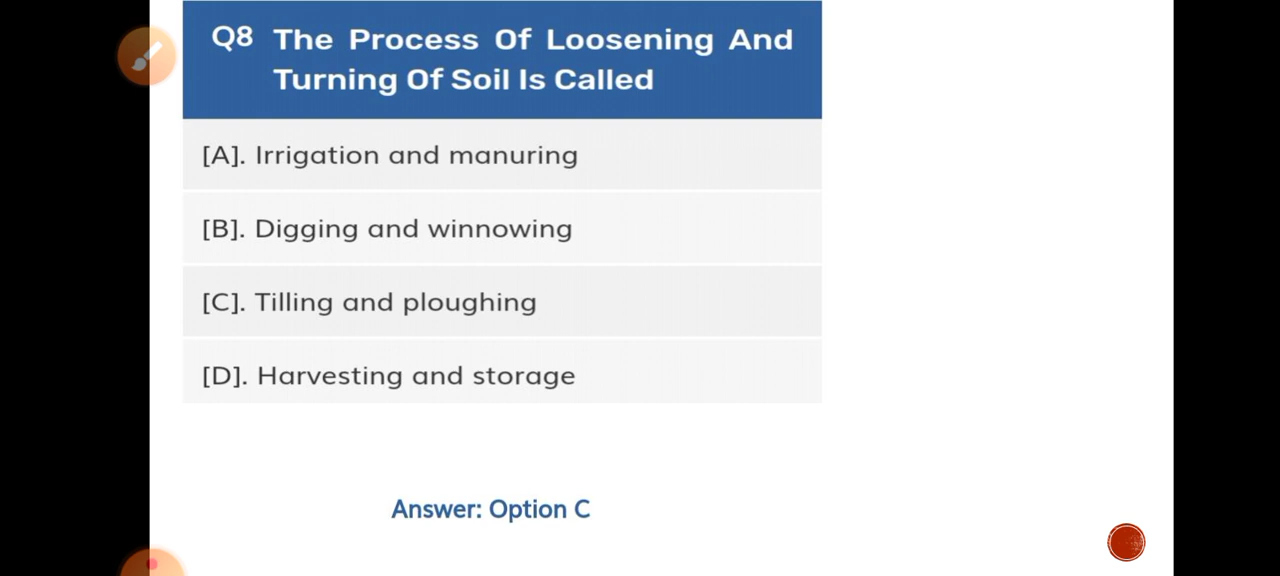 Q8 The Process Of Loosening And
Turning Of Soil Is Called
[A]. Irrigation and manuring
[B]. Digging and winnowing
[C]. Tilling and ploughing
[D]. Harvesting and storage
Answer: Option C